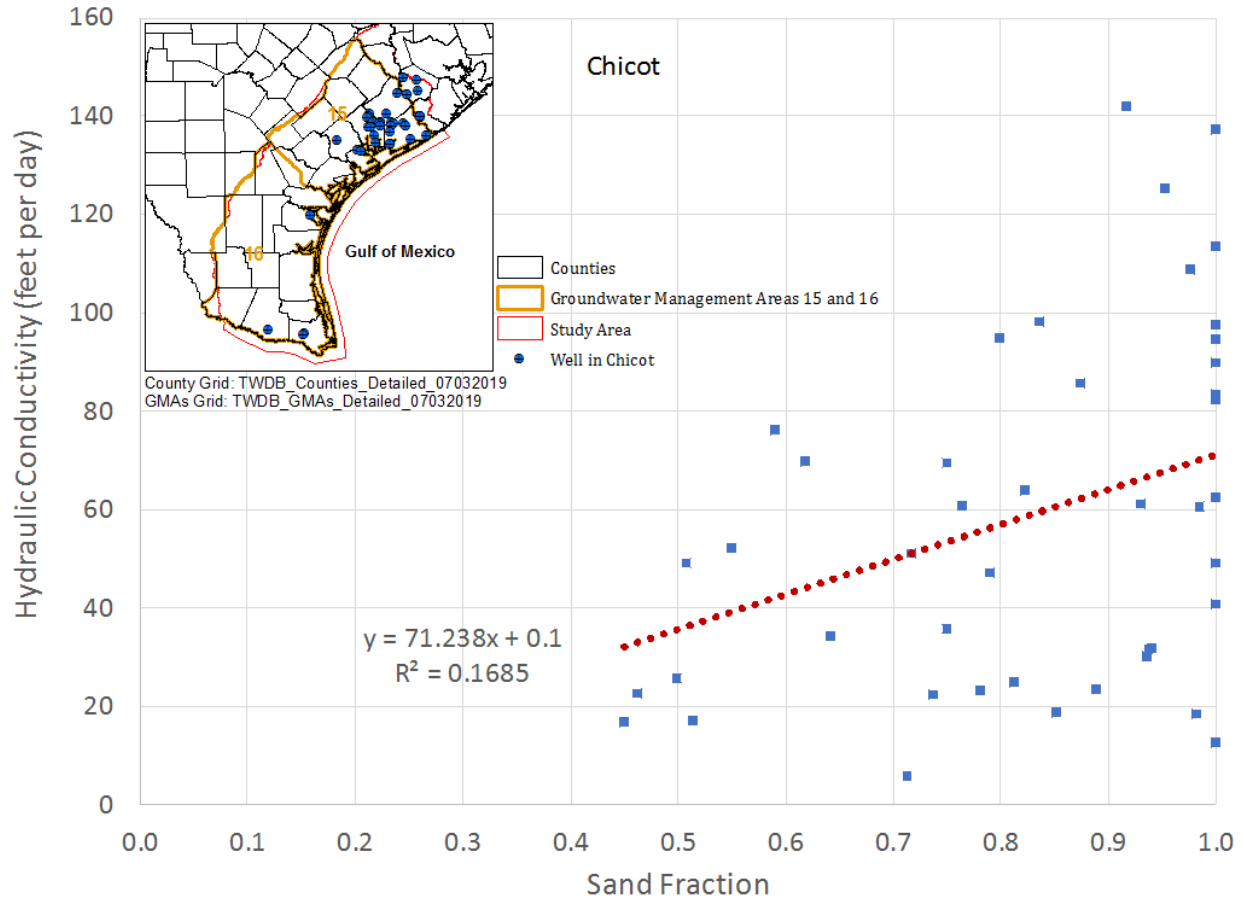 Chicot
15
16
Gulf of Mexico
Counties
Groundwater Management Areas 15 and 16
Study Area
Well in Chicot
County Grid: TWDB_Counties_Detailed_07032019
GMAs Grid: TWDB_GMAs_Detailed_07032019
Hydraulic Conductivity (feet per day)
160
140
120
100
80
60
40
20
0
y = 71.238x + 0.1
R² = 0.1685
0.0 0.1 0.2 0.3 0.4 0.5 0.6 0.7 0.8 0.9 1.0
Sand Fraction